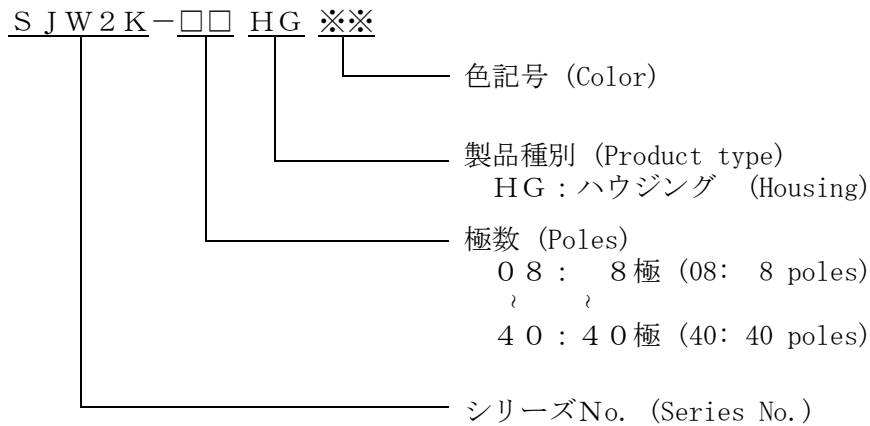 ＳＪＷ２Ｋ－□□ ＨＧ ※※
色記号 (Color)
製品種別 (Product type)
ＨＧ：ハウジング (Housing)
極数 (Poles)
０８： ８極 (08: 8 poles)
～ ～
４０：４０極 (40: 40 poles)
シリーズNo. (Series No.)